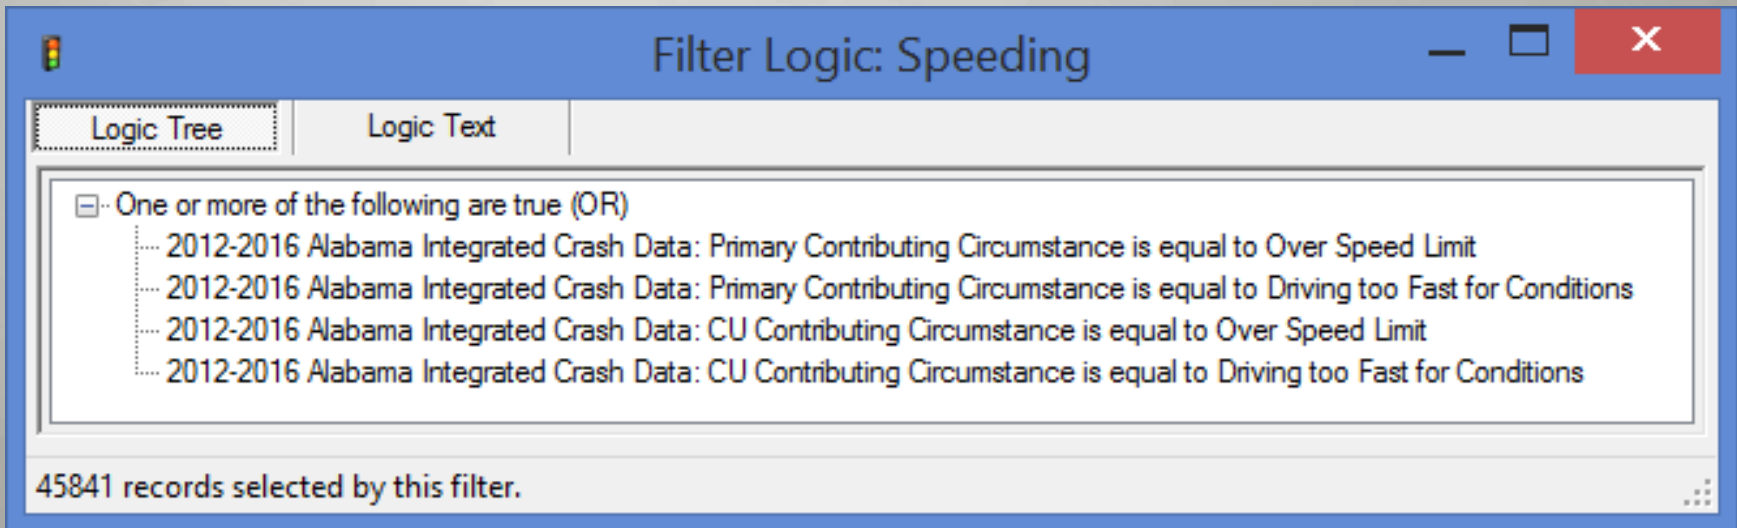 Filter Logic: Speeding
Logic Tree
Logic Text
One or more of the following are true (OR)
2012-2016 Alabama Integrated Crash Data: Primary Contributing Circumstance is equal to Over Speed Limit
2012-2016 Alabama Integrated Crash Data: Primary Contributing Circumstance is equal to Driving too Fast for Conditions
2012-2016 Alabama Integrated Crash Data: CU Contributing Circumstance is equal to Over Speed Limit
2012-2016 Alabama Integrated Crash Data: CU Contributing Circumstance is equal to Driving too Fast for Conditions
45841 records selected by this filter.